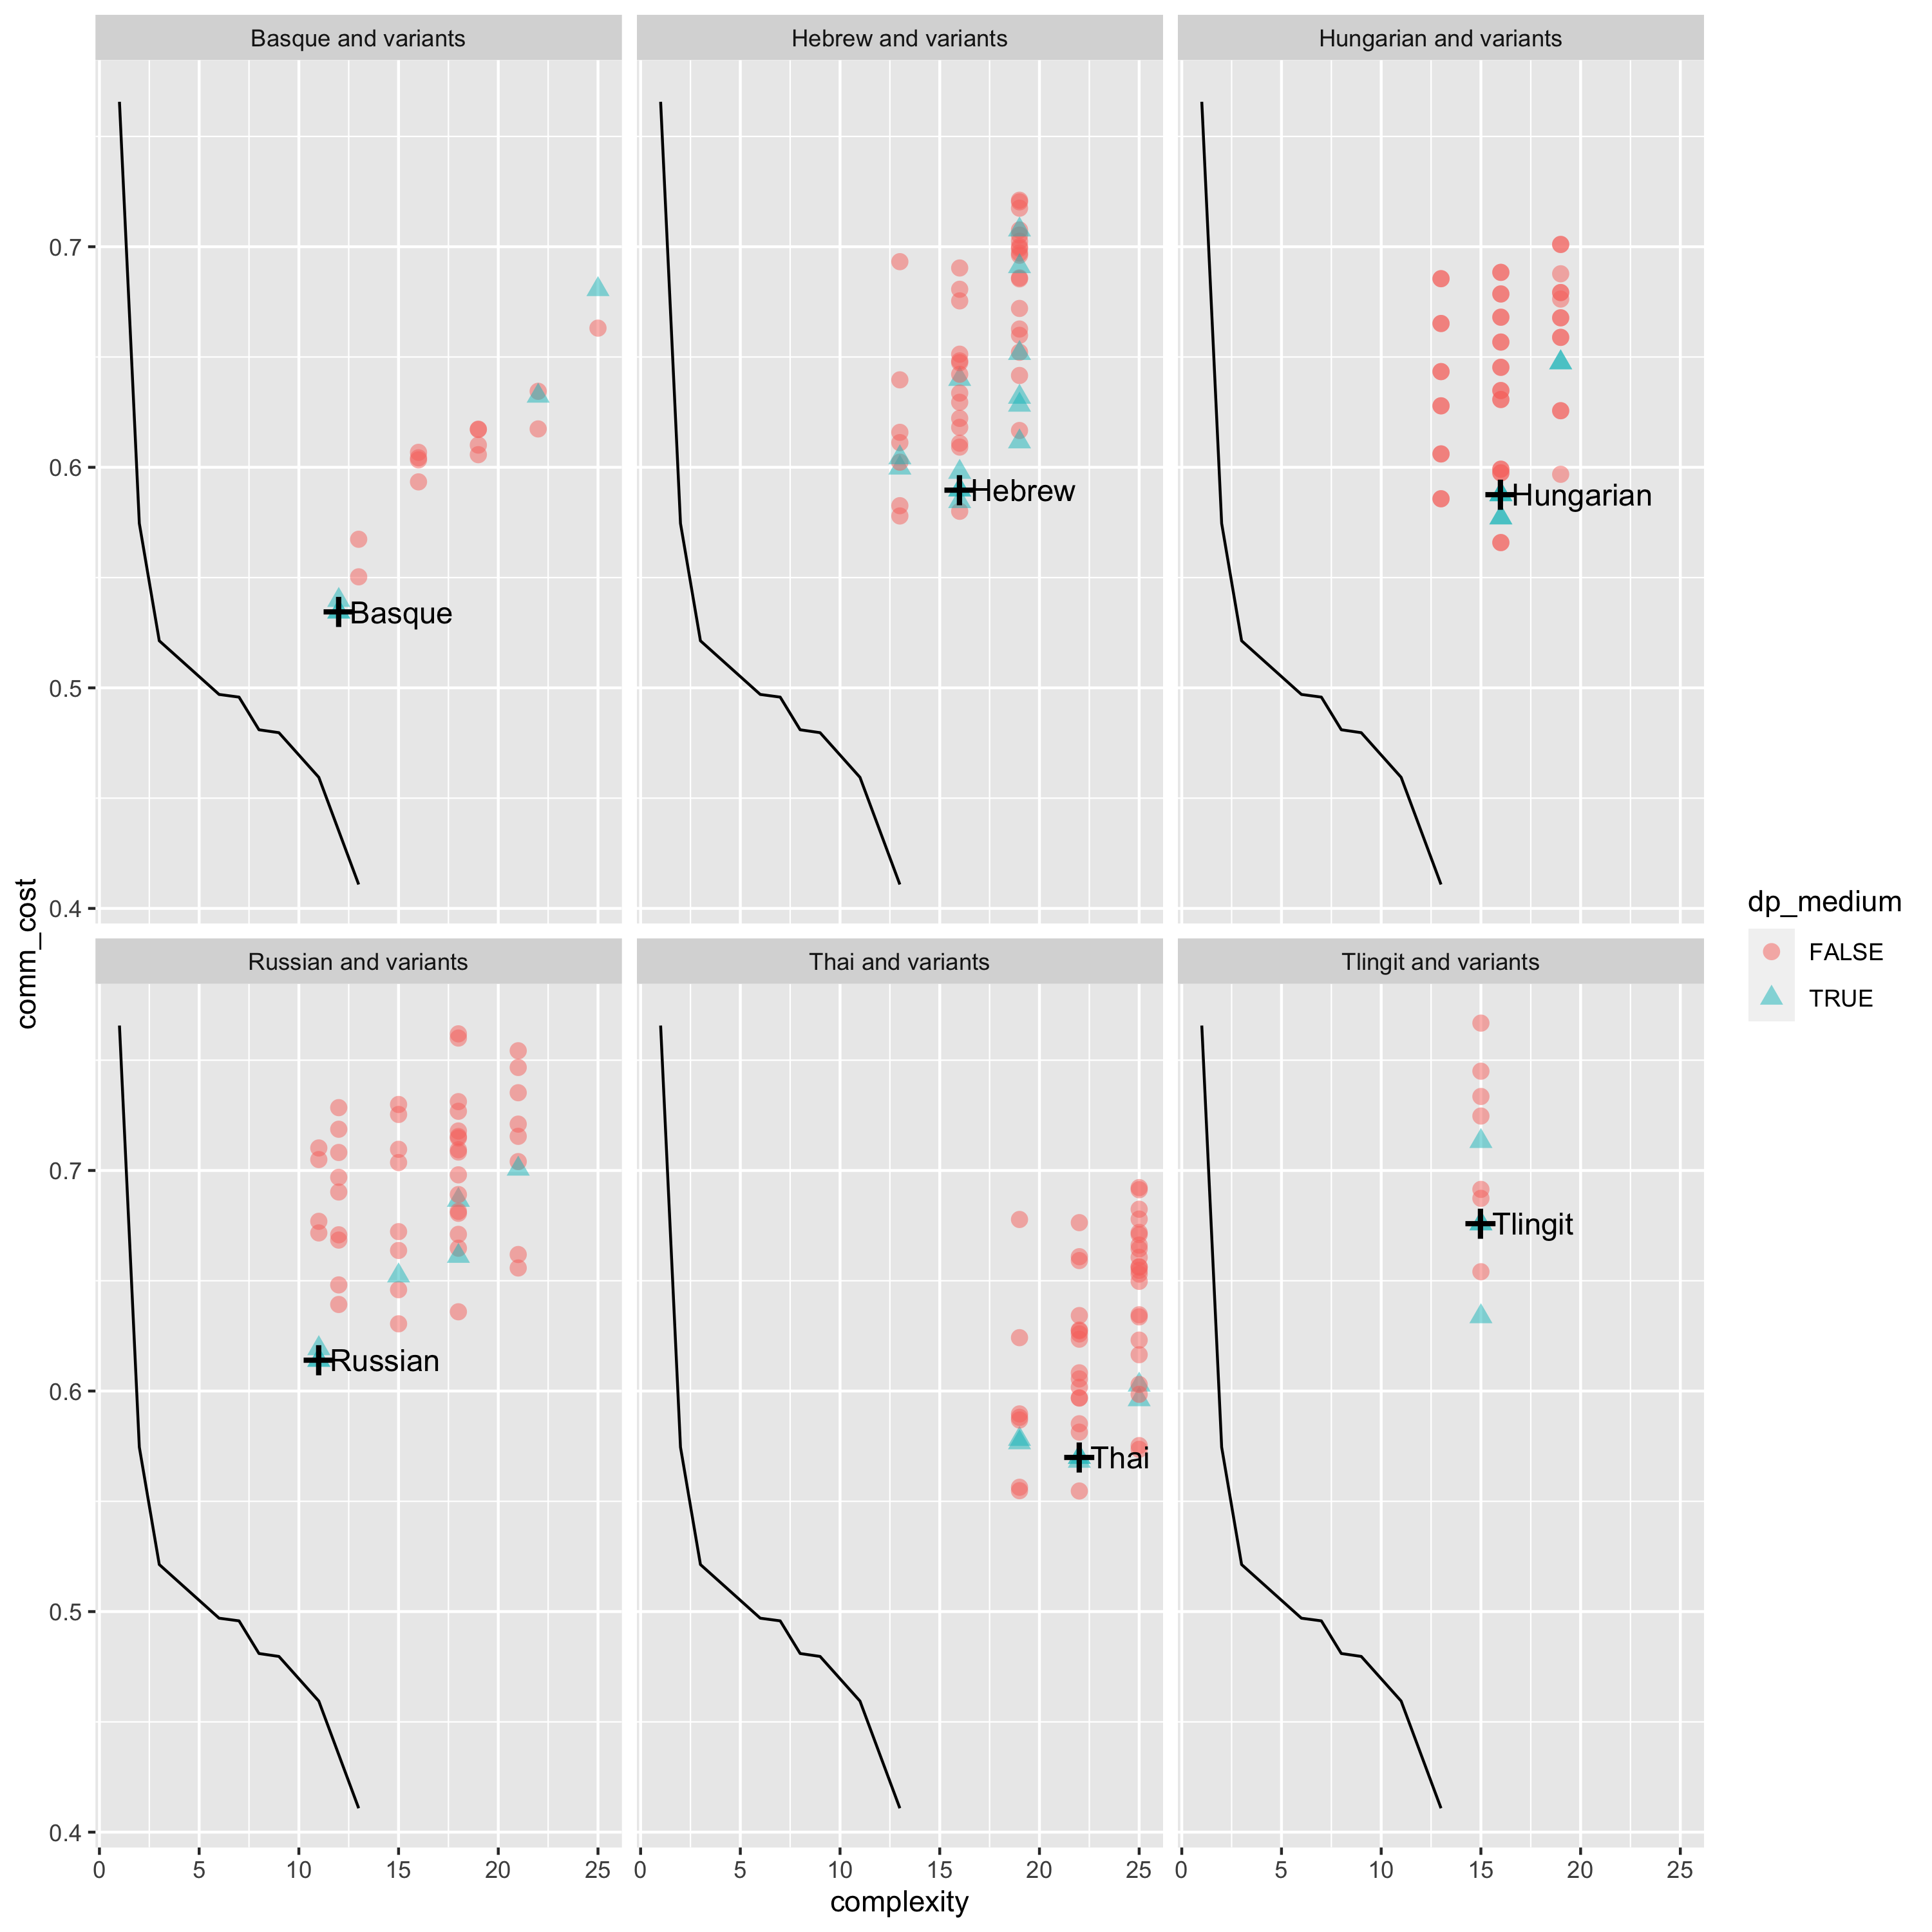 Basque and variants
Hebrew and variants
Hungarian and variants
0.7
0.6
0.5
0.4
Basque
Hebrew
Hungarian
comm_cost
dp_medium
FALSE
TRUE
Russian and variants
Thai and variants
Tlingit and variants
0.7
0.6
0.5
0.4
Russian
Thai
Tlingit
0 5 10 15 20 25
0 5 10 15 20 25
0 5 10 15 20 25
complexity